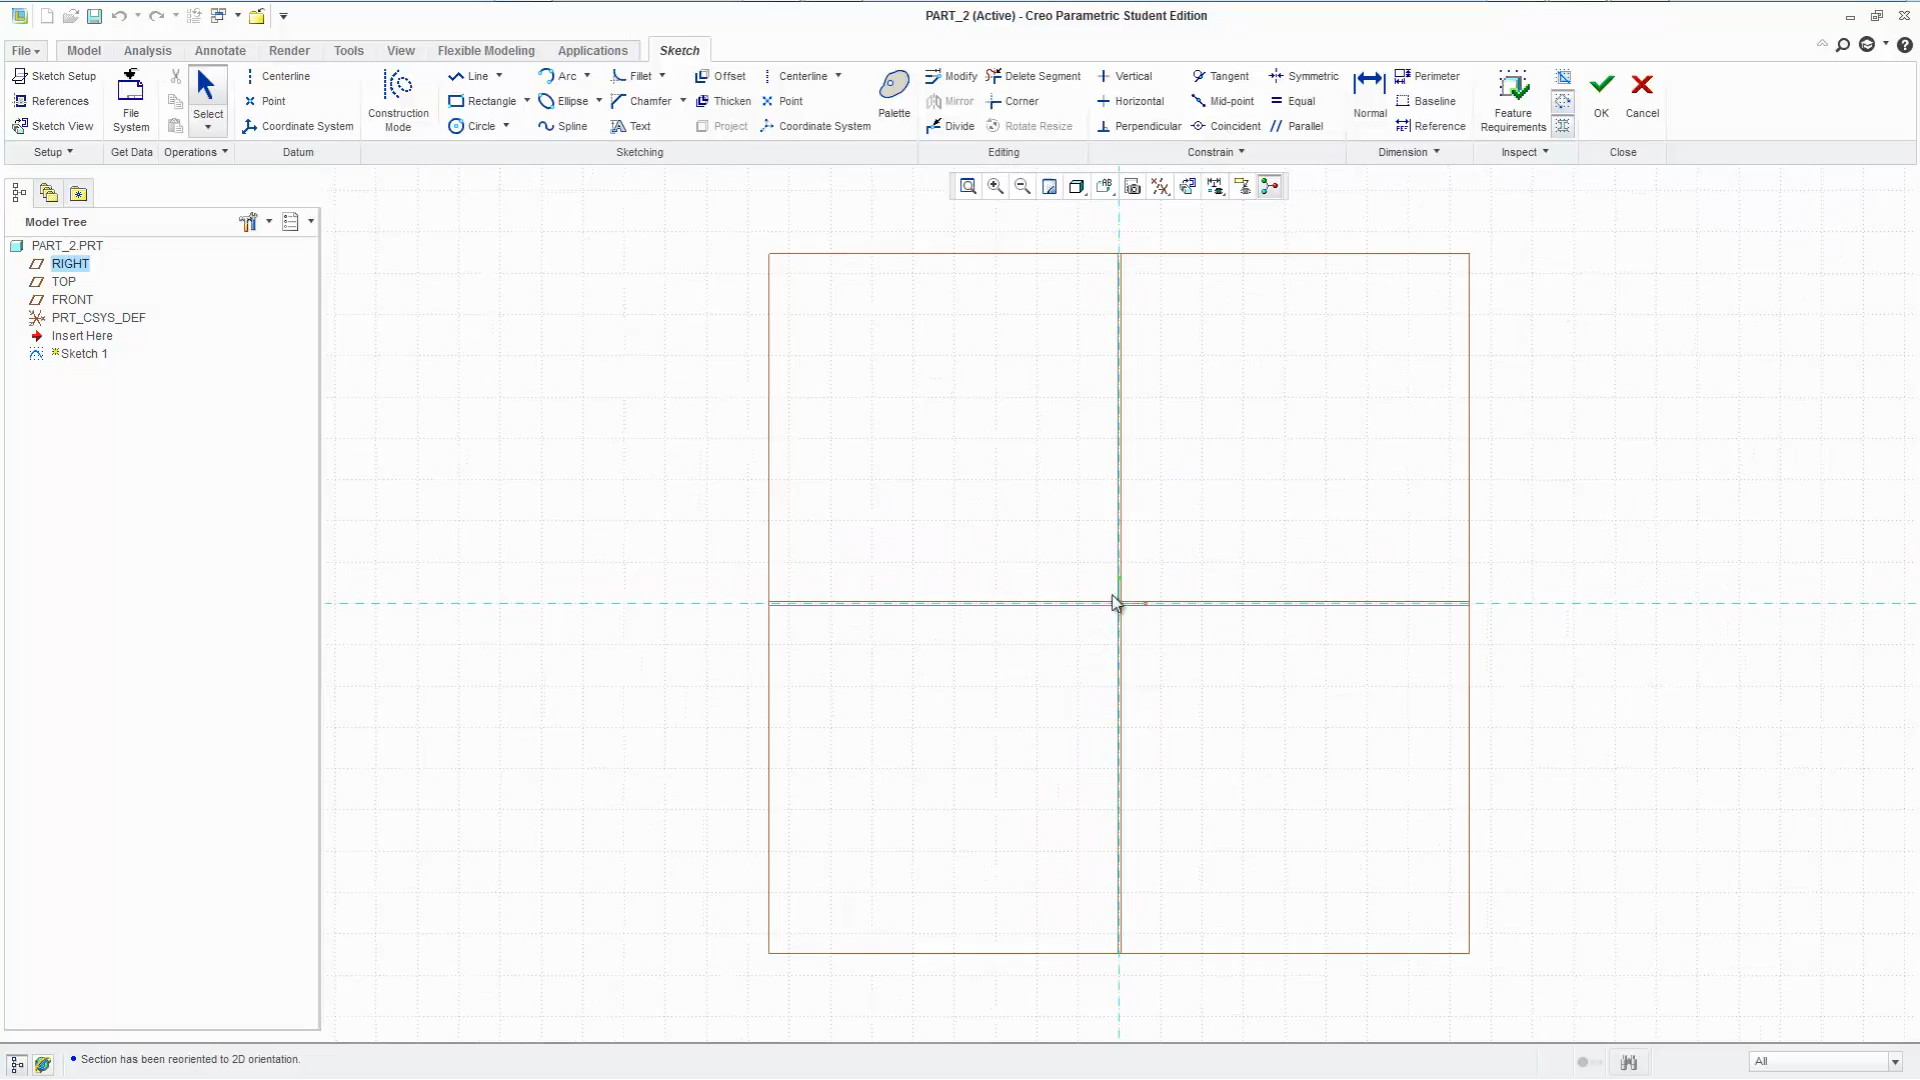 PART_2 (Active) - Creo Parametric Student Edition
File Model Analysis Annotate Render Tools View Flexible Modeling Applications Sketch
Sketch Setup Centerline Line Arc Fillet Offset Centerline Modify Delete Segment Vertical Tangent Symmetric Perimeter
References Point Rectangle Ellipse Chamfer Thicken Point Mirror Corner Horizontal Mid-point Equal Baseline
File System Select Construction Mode Palette Normal Feature Requirements OK Cancel
Sketch View Coordinate System Circle Spline Text Project Coordinate System Divide Rotate Resize Perpendicular Coincident Parallel Reference
Setup Get Data Operations Datum Sketching Editing Constrain Dimension Inspect Close
Model Tree
PART_2.PRT
RIGHT
TOP
FRONT
PRT_CSYS_DEF
Insert Here
Sketch 1
Section has been reoriented to 2D orientation.
All